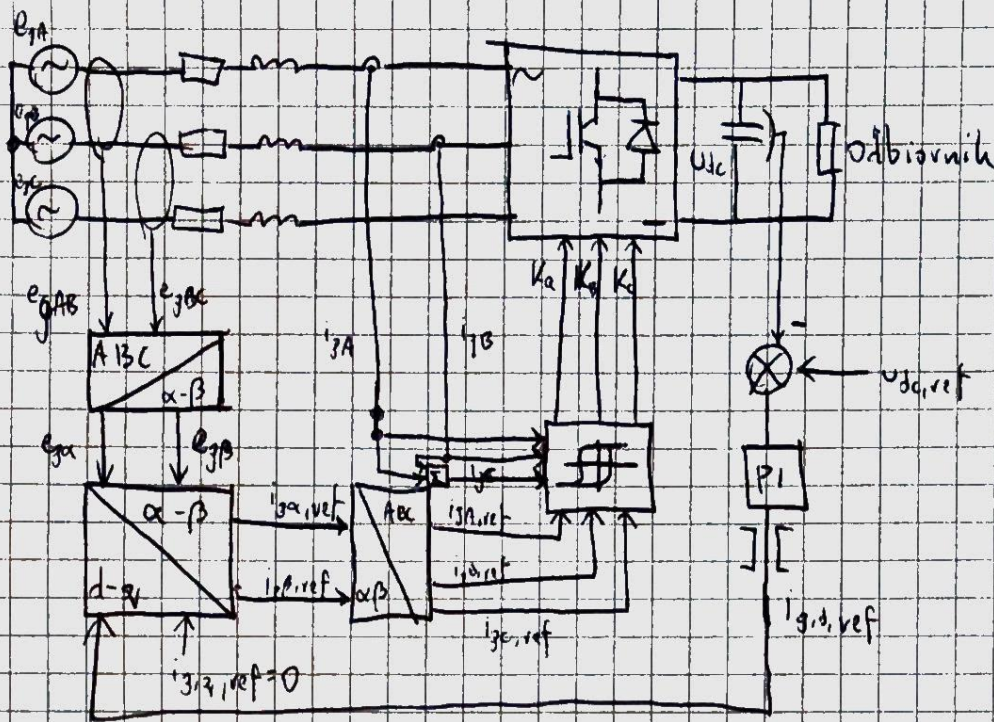 e_gA
e_gB
e_gC
~
u_dc
Odbiornik
K_a K_b K_c
e_gAB
e_gBC
i_gA
i_gB
-
u_dc,ref
ABC
α-β
e_gα
e_gβ
PI
Σ
i_gC
α-β
d-q
i_gα,ref
i_gβ,ref
ABC
αβ
i_gA,ref
i_gB,ref
i_gC,ref
i_g,d,ref
i_g,q,ref=0